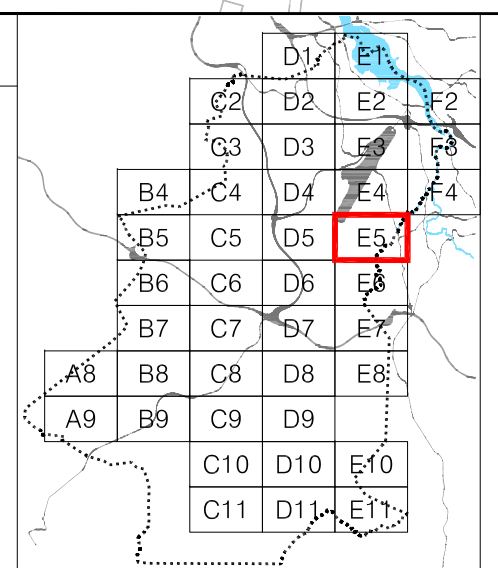 D1 E1
C2 D2 E2 F2
C3 D3 E3 F3
B4 C4 D4 E4 F4
B5 C5 D5 E5
B6 C6 D6 E6
B7 C7 D7 E7
A8 B8 C8 D8 E8
A9 B9 C9 D9
C10 D10 E10
C11 D11 E11